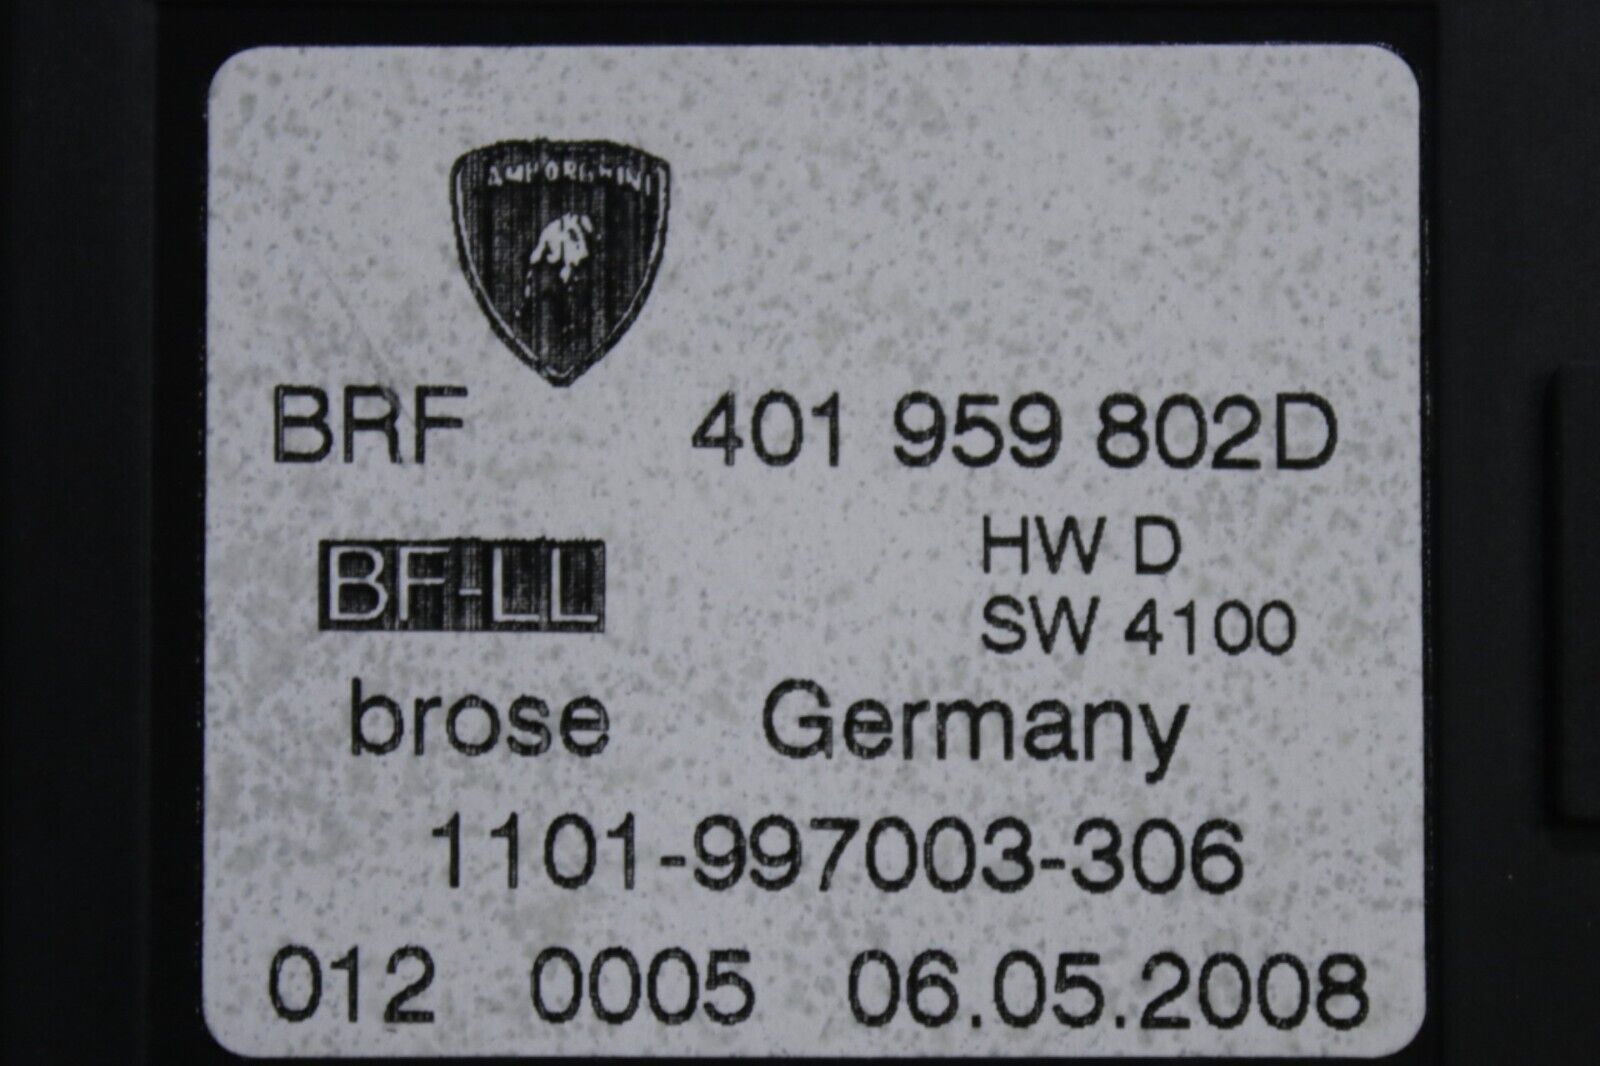 LAMBORGHINI
BRF 401 959 802D
BF-LL HW D
SW 4100
brose Germany
1101-997003-306
012 0005 06.05.2008